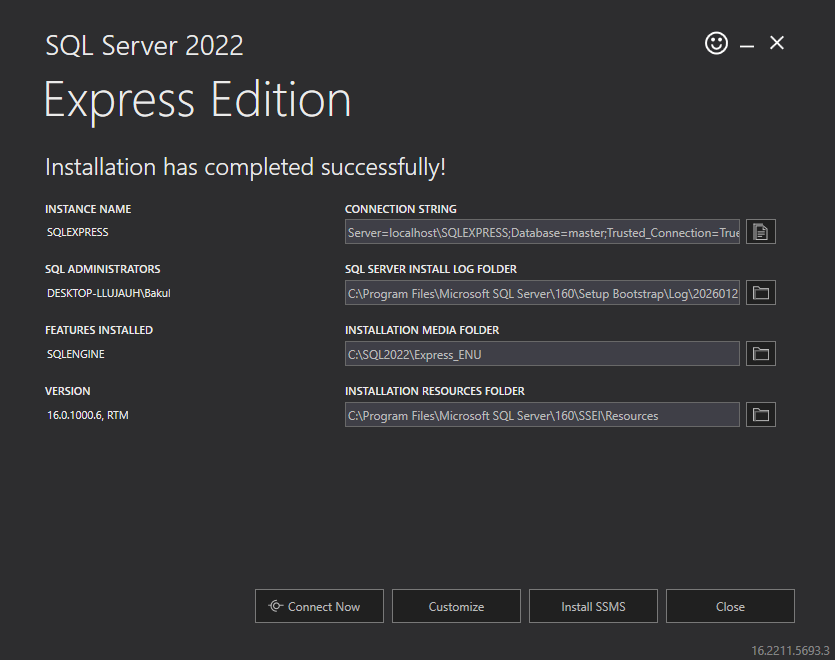 SQL Server 2022
Express Edition
Installation has completed successfully!
INSTANCE NAME
SQLEXPRESS
CONNECTION STRING
Server=localhost\SQLEXPRESS;Database=master;Trusted_Connection=True
SQL ADMINISTRATORS
DESKTOP-LLUJAUH\Bakul
SQL SERVER INSTALL LOG FOLDER
C:\Program Files\Microsoft SQL Server\160\Setup Bootstrap\Log\2026012
FEATURES INSTALLED
SQLENGINE
INSTALLATION MEDIA FOLDER
C:\SQL2022\Express_ENU
VERSION
16.0.1000.6, RTM
INSTALLATION RESOURCES FOLDER
C:\Program Files\Microsoft SQL Server\160\SSEI\Resources
Connect Now
Customize
Install SSMS
Close
16.2211.5693.3